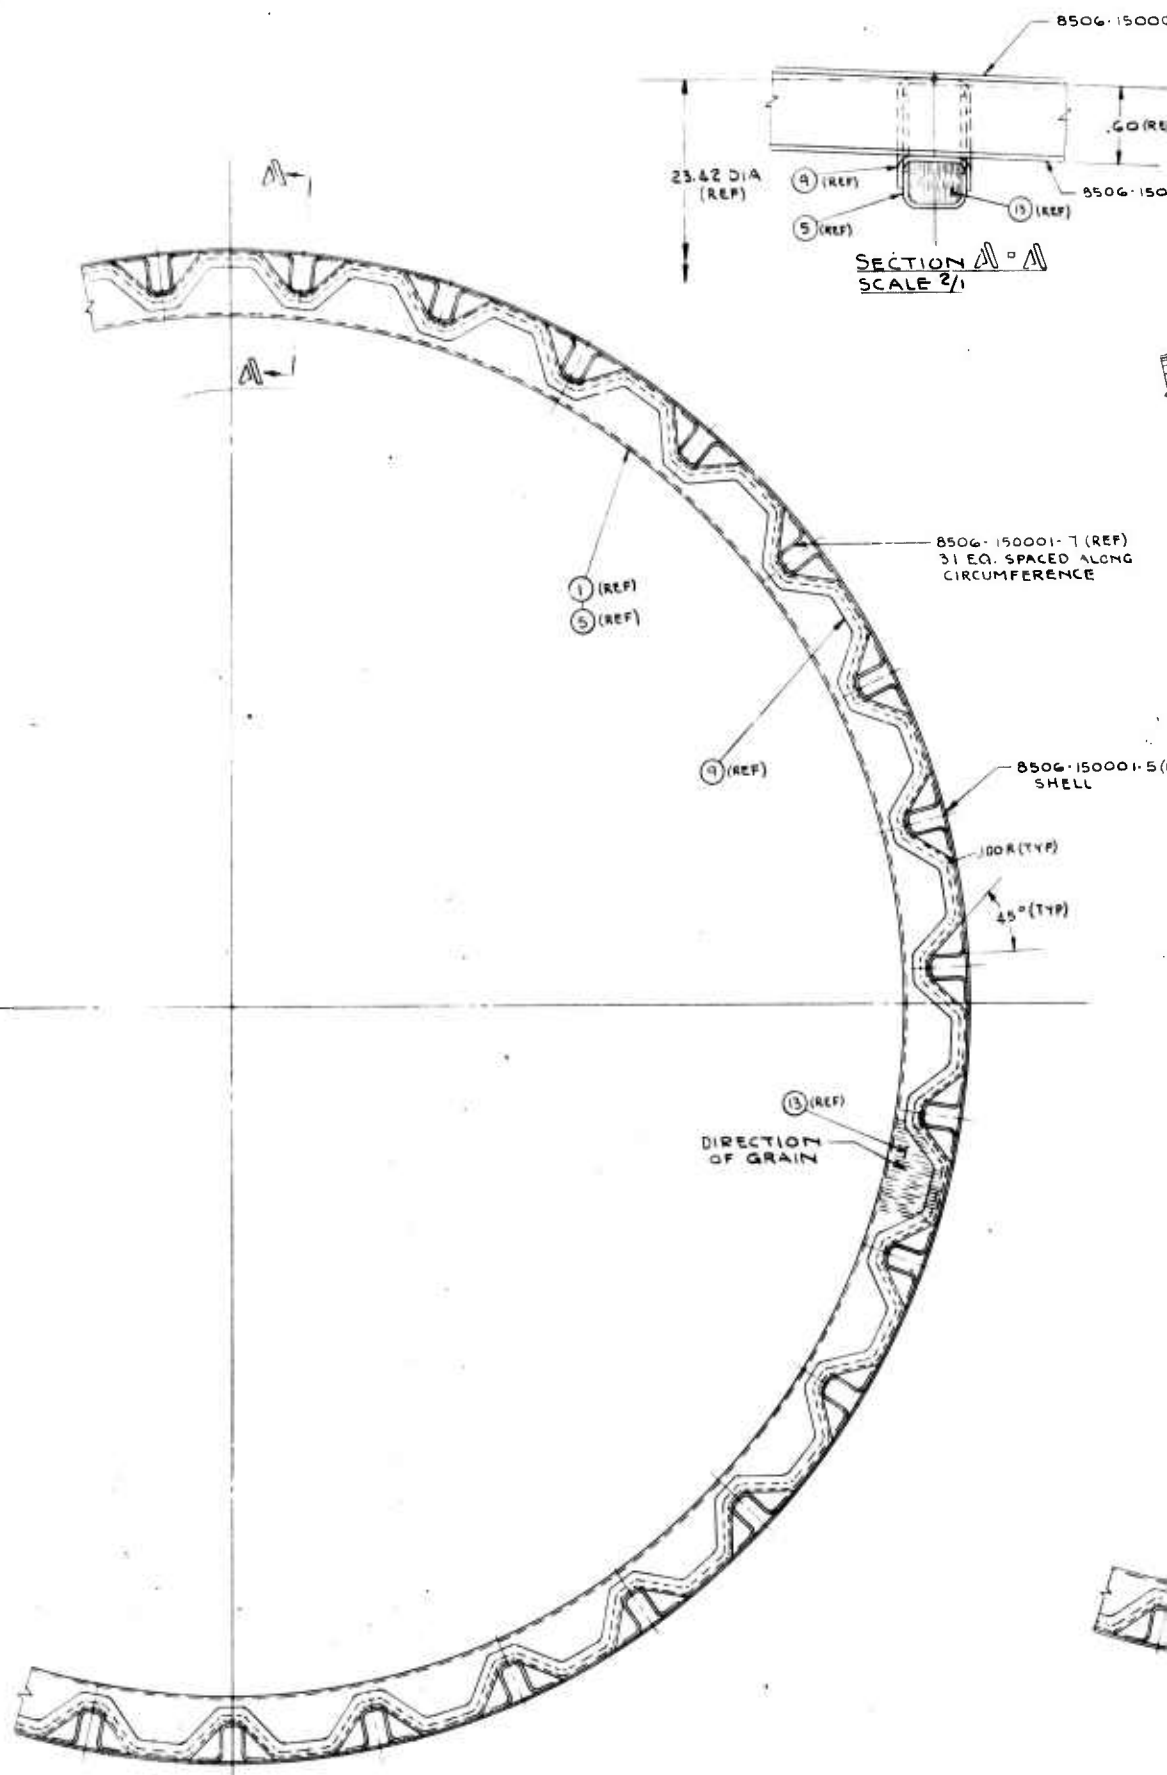 8506-15000
23.42 DIA
(REF)
.60 (RE
9 (REF)
8506-150
13 (REF)
5 (REF)
SECTION A-A
SCALE 2/1
A
A
8506-150001-7 (REF)
31 EQ. SPACED ALONG
CIRCUMFERENCE
1 (REF)
5 (REF)
9 (REF)
8506-150001-5 (
SHELL
.100R (TYP)
45° (TYP)
13 (REF)
DIRECTION
OF GRAIN